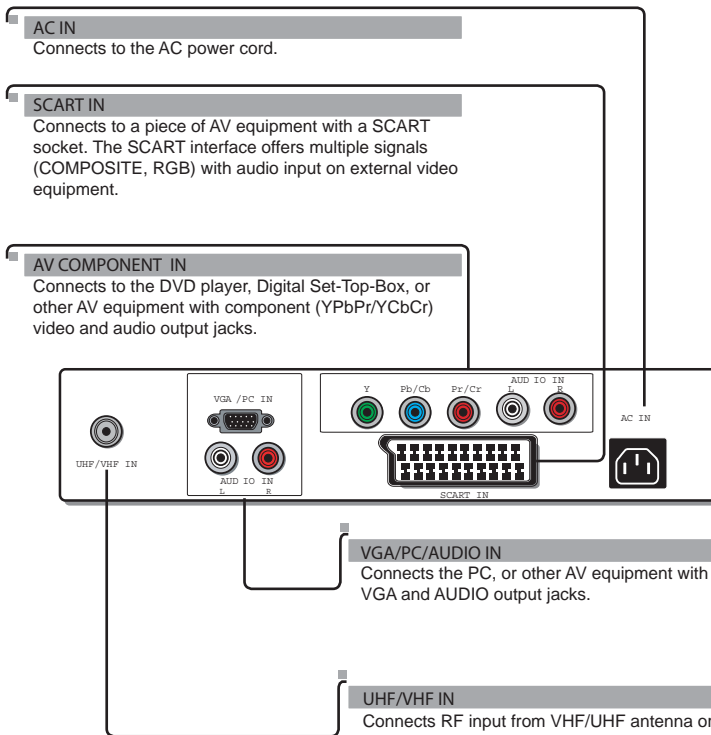 AC IN
Connects to the AC power cord.
SCART IN
Connects to a piece of AV equipment with a SCART
socket. The SCART interface offers multiple signals
(COMPOSITE, RGB) with audio input on external video
equipment.
AV COMPONENT IN
Connects to the DVD player, Digital Set-Top-Box, or
other AV equipment with component (YPbPr/YCbCr)
video and audio output jacks.
UHF/VHF IN
VGA /PC IN
AUD IO IN
L R
Y Pb/Cb Pr/Cr
AUD IO IN
L R
SCART IN
AC IN
VGA/PC/AUDIO IN
Connects the PC, or other AV equipment with
VGA and AUDIO output jacks.
UHF/VHF IN
Connects RF input from VHF/UHF antenna or